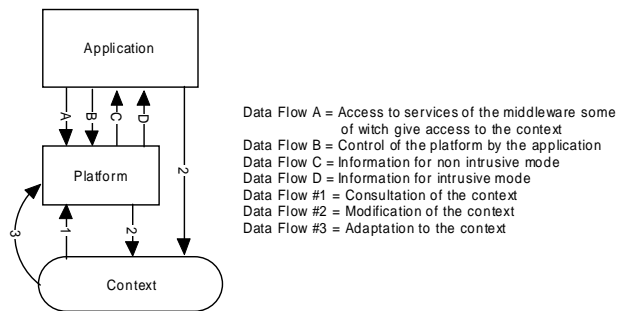 Application
A
B
C
D
2
Platform
3
1
2
Context
Data Flow A = Access to services of the middleware some
of witch give access to the context
Data Flow B = Control of the platform by the application
Data Flow C = Information for non intrusive mode
Data Flow D = Information for intrusive mode
Data Flow #1 = Consultation of the context
Data Flow #2 = Modification of the context
Data Flow #3 = Adaptation to the context